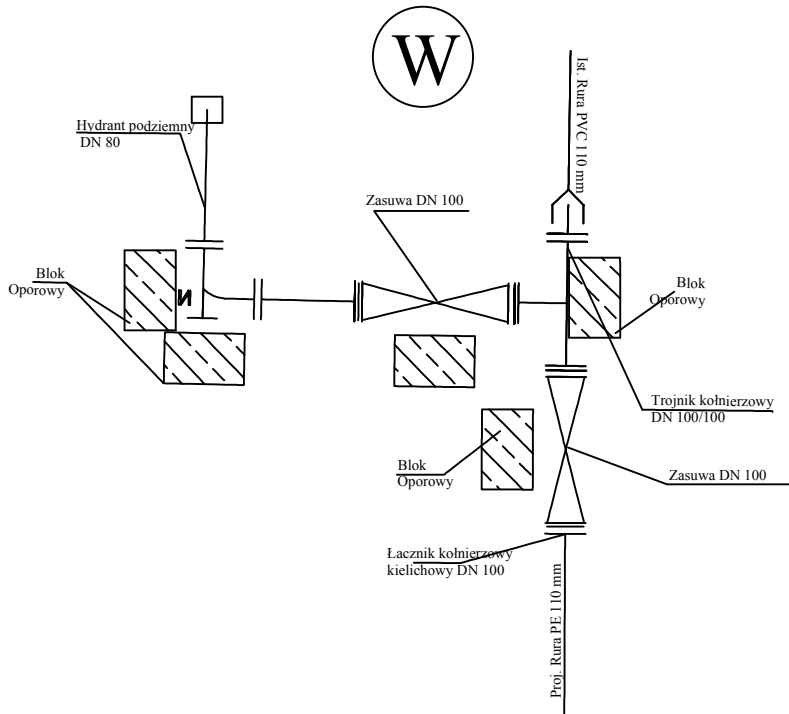 W
Ist. Rura PVC 110 mm
Hydrant podziemny
DN 80
Zasuwa DN 100
Blok
Oporowy
N
Blok
Oporowy
Trojnik kołnierzowy
DN 100/100
Blok
Oporowy
Zasuwa DN 100
Łacznik kołnierzowy
kielichowy DN 100
Proj. Rura PE 110 mm